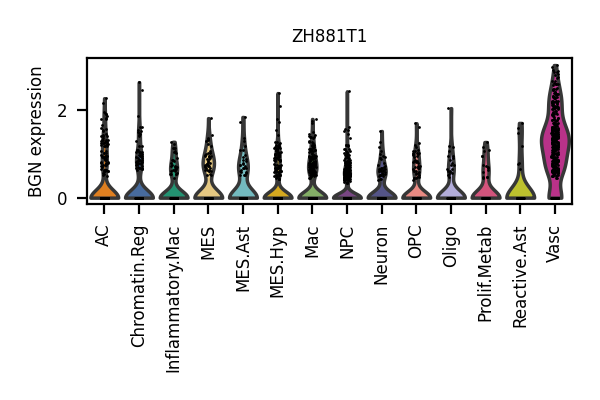 ZH881T1
BGN expression
2
0
AC
Chromatin.Reg
Inflammatory.Mac
MES
MES.Ast
MES.Hyp
Mac
NPC
Neuron
OPC
Oligo
Prolif.Metab
Reactive.Ast
Vasc